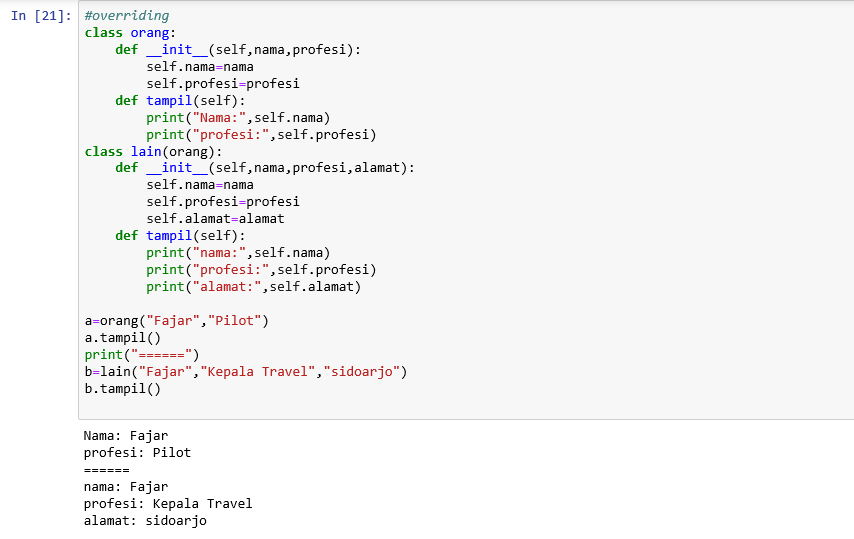 In [21]: #overriding
class orang:
    def __init__(self,nama,profesi):
        self.nama=nama
        self.profesi=profesi
    def tampil(self):
        print("Nama:",self.nama)
        print("profesi:",self.profesi)
class lain(orang):
    def __init__(self,nama,profesi,alamat):
        self.nama=nama
        self.profesi=profesi
        self.alamat=alamat
    def tampil(self):
        print("nama:",self.nama)
        print("profesi:",self.profesi)
        print("alamat:",self.alamat)

a=orang("Fajar","Pilot")
a.tampil()
print("======")
b=lain("Fajar","Kepala Travel","sidoarjo")
b.tampil()

Nama: Fajar
profesi: Pilot
======
nama: Fajar
profesi: Kepala Travel
alamat: sidoarjo